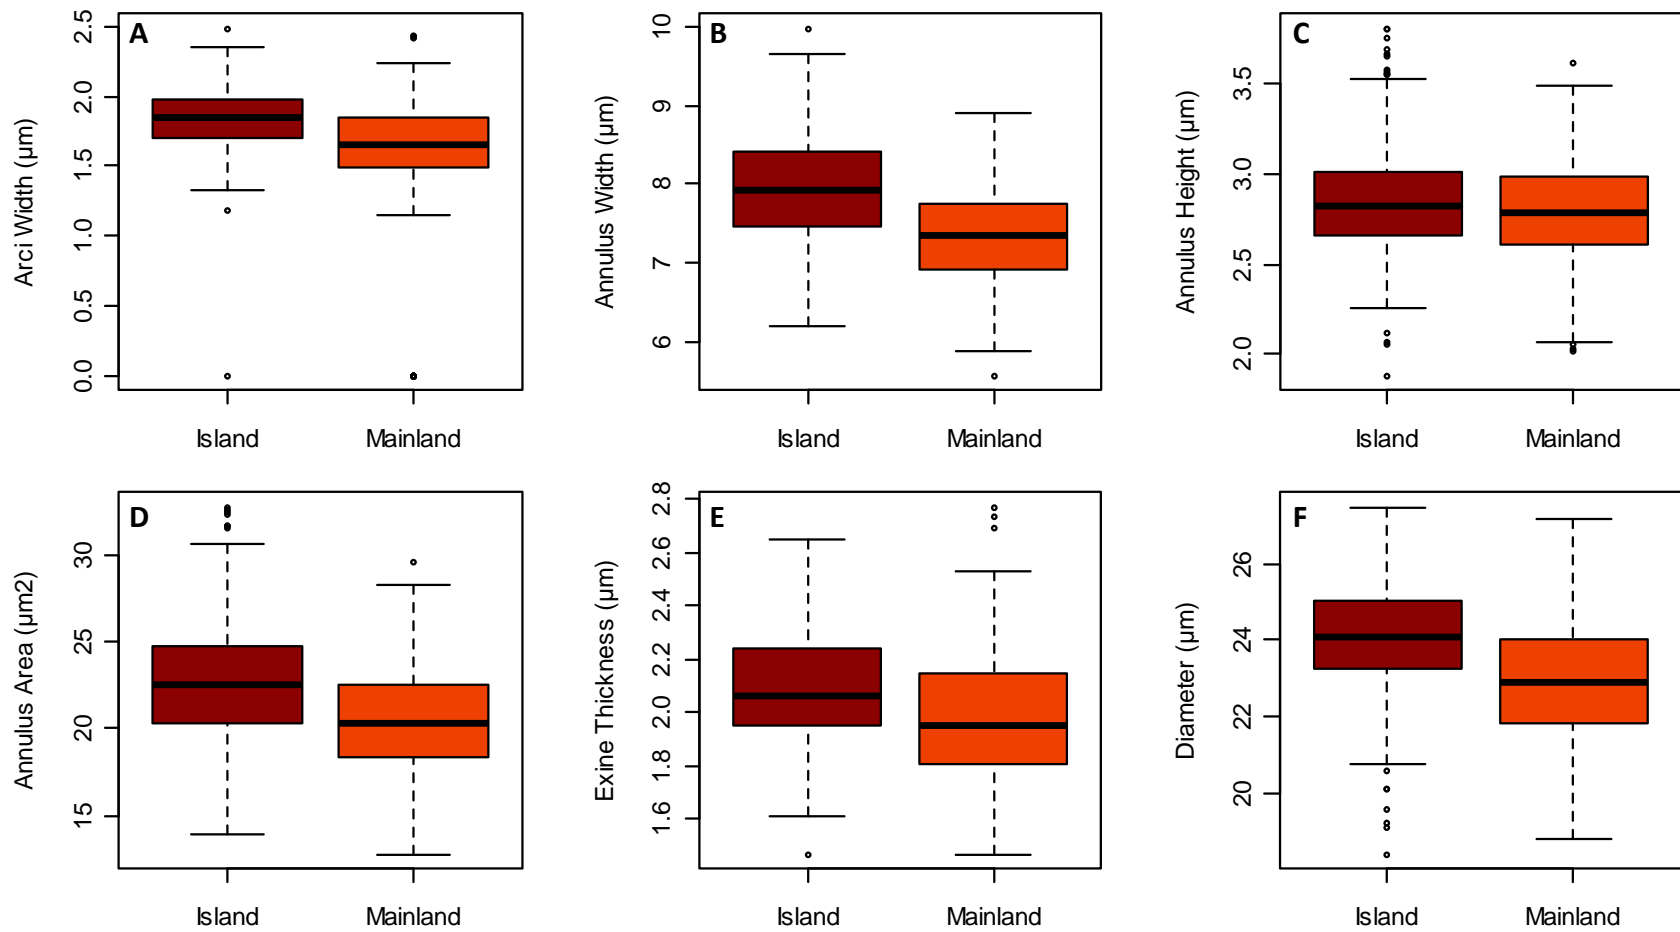 A
Arci Width (µm)
2.5
2.0
1.5
1.0
0.5
0.0
Island Mainland
B
Annulus Width (µm)
10
9
8
7
6
Island Mainland
C
Annulus Height (µm)
3.5
3.0
2.5
2.0
Island Mainland
D
Annulus Area (µm2)
30
25
20
15
Island Mainland
E
Exine Thickness (µm)
2.8
2.6
2.4
2.2
2.0
1.8
1.6
Island Mainland
F
Diameter (µm)
26
24
22
20
Island Mainland